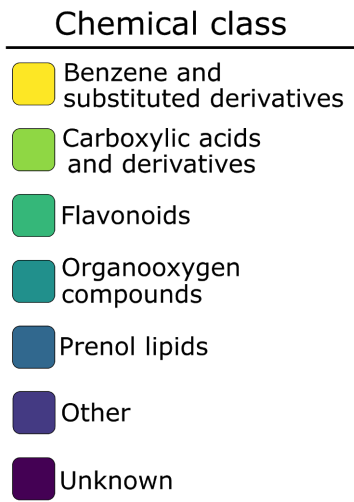 Chemical class
Benzene and
substituted derivatives
Carboxylic acids
and derivatives
Flavonoids
Organooxygen
compounds
Prenol lipids
Other
Unknown